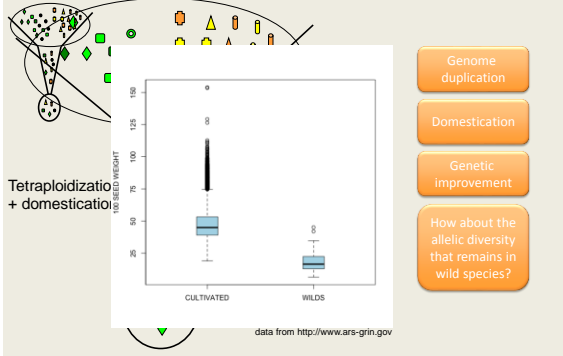 Tetraploidizatio
+ domestication
100 SEED WEIGHT
150
125
100
75
50
25
CULTIVATED
WILDS
data from http://www.ars-grin.gov
Genome
duplication
Domestication
Genetic
improvement
How about the
allelic diversity
that remains in
wild species?